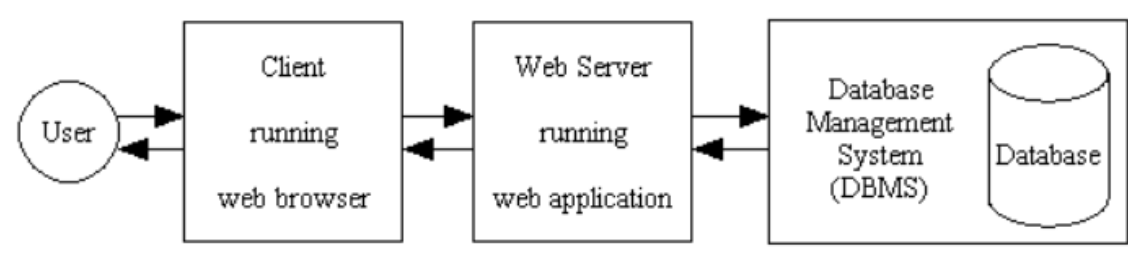 User
Client
running
web browser
Web Server
running
web application
Database
Management
System
(DBMS)
Database